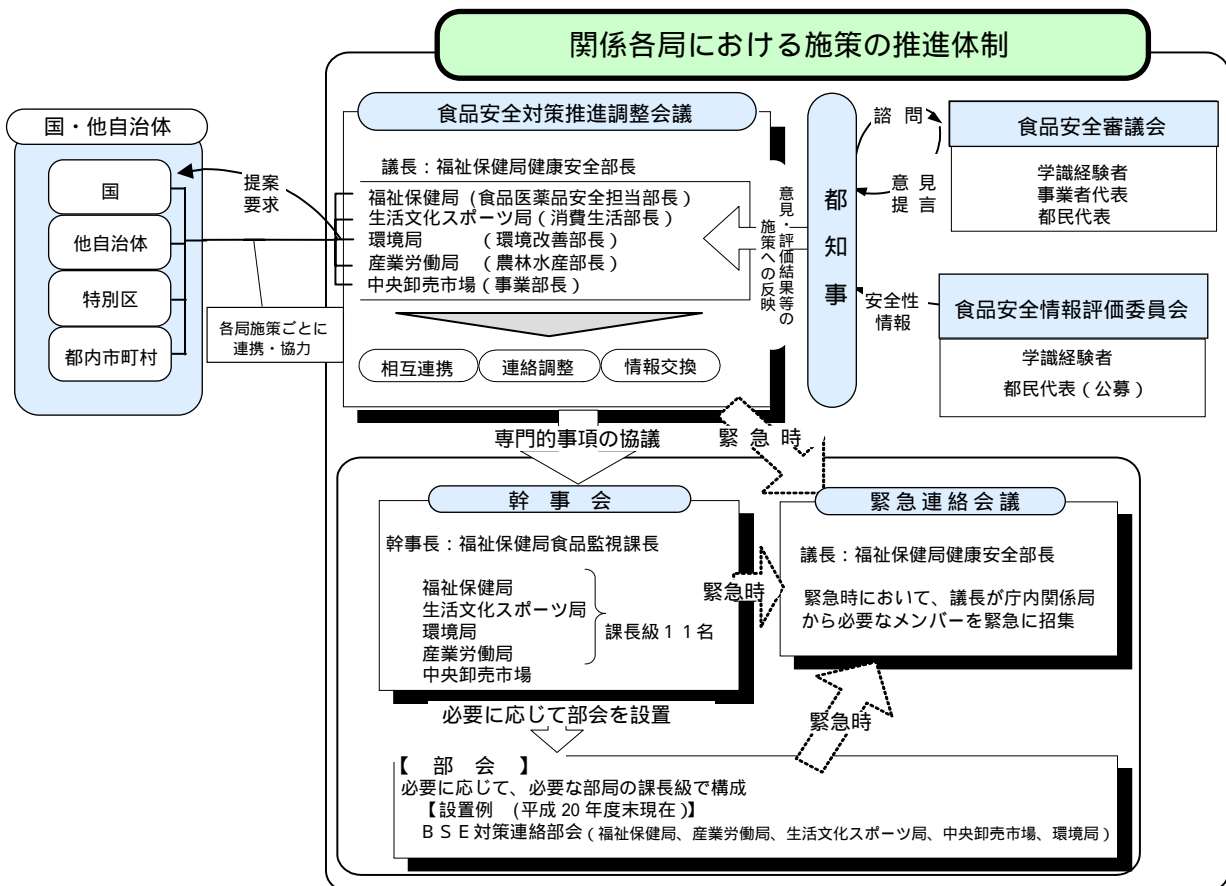 関係各局における施策の推進体制
国・他自治体
国
他自治体
特別区
都内市町村
提案
要求
各局施策ごとに
連携・協力
食品安全対策推進調整会議
議長：福祉保健局健康安全部長
福祉保健局（食品医薬品安全担当部長）
生活文化スポーツ局（消費生活部長）
環境局　　　（環境改善部長）
産業労働局　（農林水産部長）
中央卸売市場（事業部長）
相互連携
連絡調整
情報交換
意見・評価結果等の
施策への反映
都知事
諮問
意見
提言
食品安全審議会
学識経験者
事業者代表
都民代表
安全性
情報
食品安全情報評価委員会
学識経験者
都民代表（公募）
専門的事項の協議
緊急時
幹事会
幹事長：福祉保健局食品監視課長
福祉保健局
生活文化スポーツ局
環境局
産業労働局
中央卸売市場
課長級１１名
緊急時
緊急連絡会議
議長：福祉保健局健康安全部長
緊急時において、議長が庁内関係局
から必要なメンバーを緊急に招集
必要に応じて部会を設置
緊急時
【　部　会　】
必要に応じて、必要な部局の課長級で構成
【設置例　(平成20年度末現在)】
ＢＳＥ対策連絡部会（福祉保健局、産業労働局、生活文化スポーツ局、中央卸売市場、環境局）